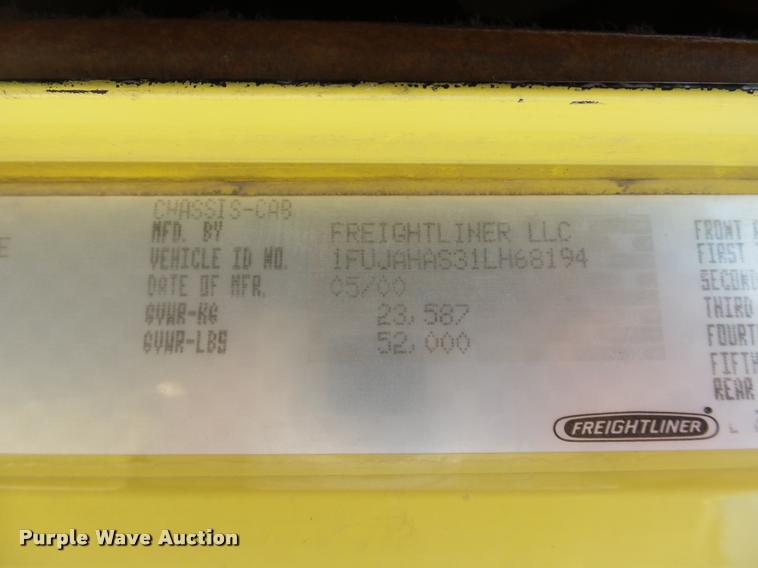 CHASSIS-CAB
MFD. BY FREIGHTLINER LLC
VEHICLE ID NO. 1FUJAHAS31LH68194
DATE OF MFR. 05/00
GVWR-KG 23,587
GVWR-LBS 52,000
E
FRONT A
FIRST
SECOND
THIRD
FOURT
FIFTH
REAR
FREIGHTLINER®
Purple Wave Auction